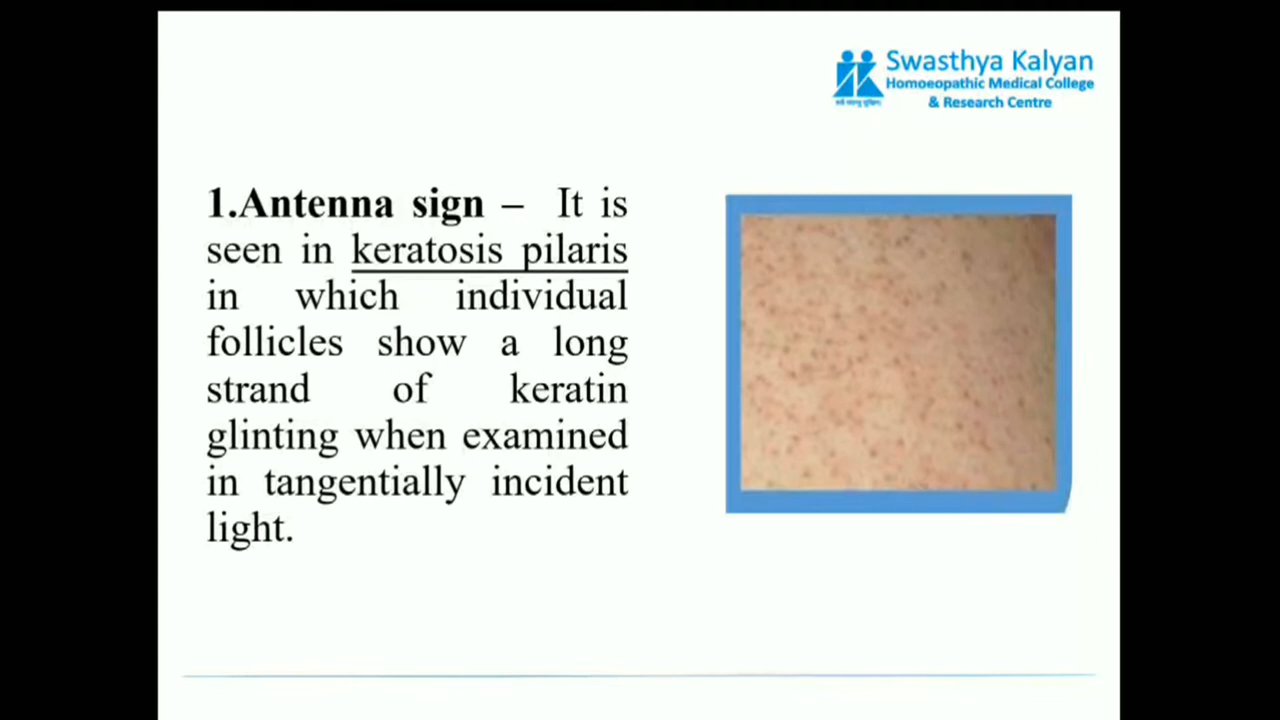 Swasthya Kalyan
Homoeopathic Medical College
& Research Centre
1.Antenna sign – It is
seen in keratosis pilaris
in which individual
follicles show a long
strand of keratin
glinting when examined
in tangentially incident
light.